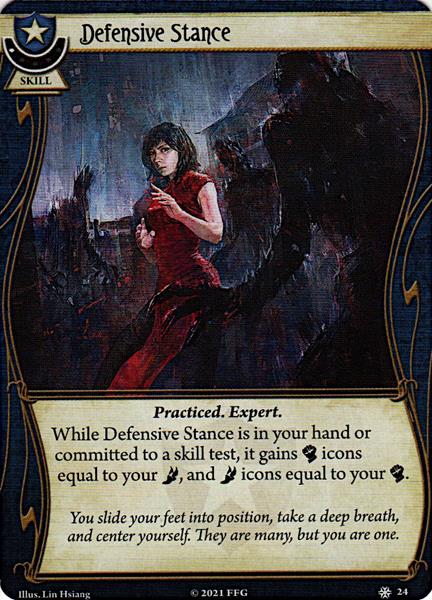 Defensive Stance
SKILL
Practiced. Expert.
While Defensive Stance is in your hand or
committed to a skill test, it gains icons
equal to your , and icons equal to your .
You slide your feet into position, take a deep breath,
and center yourself. They are many, but you are one.
Illus. Lin Hsiang
© 2021 FFG
24